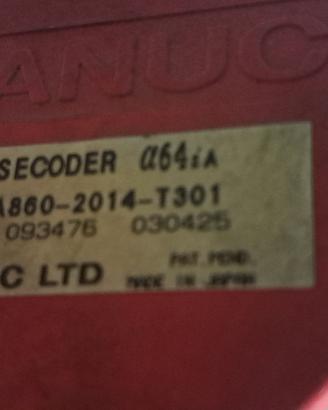 ANUC
SECODER α64iA
A860-2014-T301
093476 030425
C LTD PAT. PEND.
MADE IN JAPAN